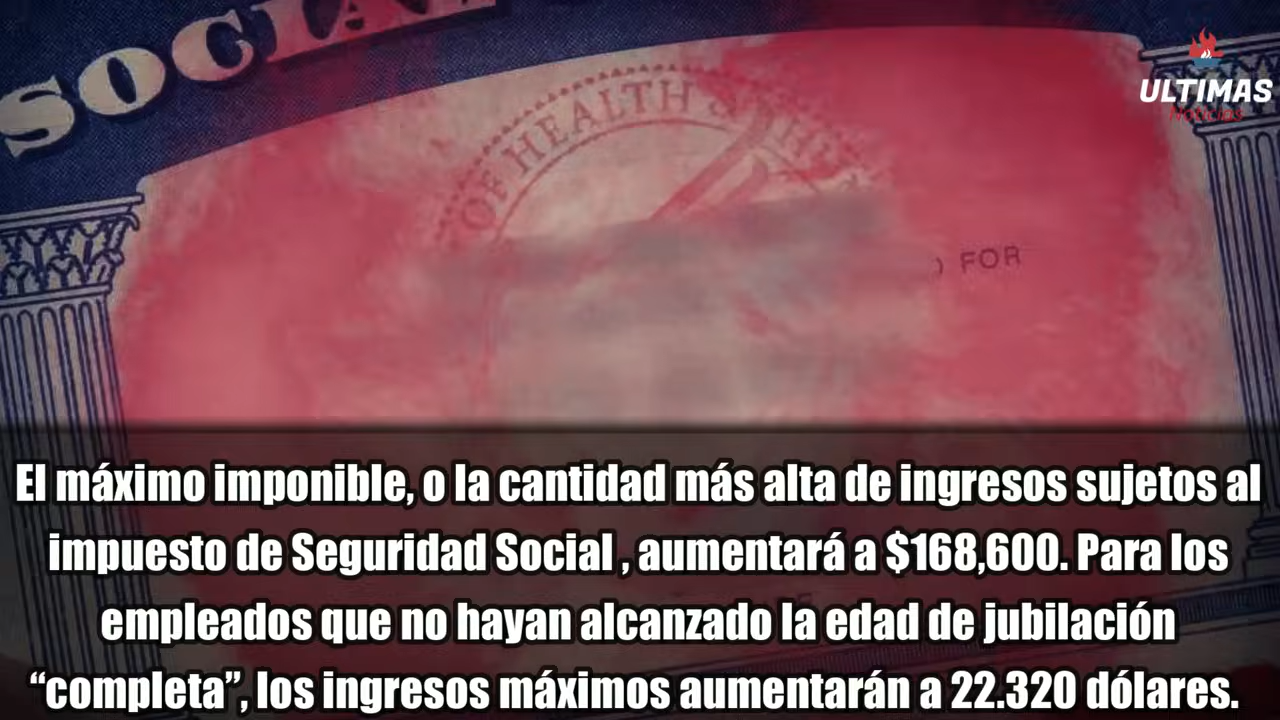 SOCIAL
OF HEALTH &
ULTIMAS
Noticias
FOR
El máximo imponible, o la cantidad más alta de ingresos sujetos al
impuesto de Seguridad Social , aumentará a $168,600. Para los
empleados que no hayan alcanzado la edad de jubilación
“completa”, los ingresos máximos aumentarán a 22.320 dólares.